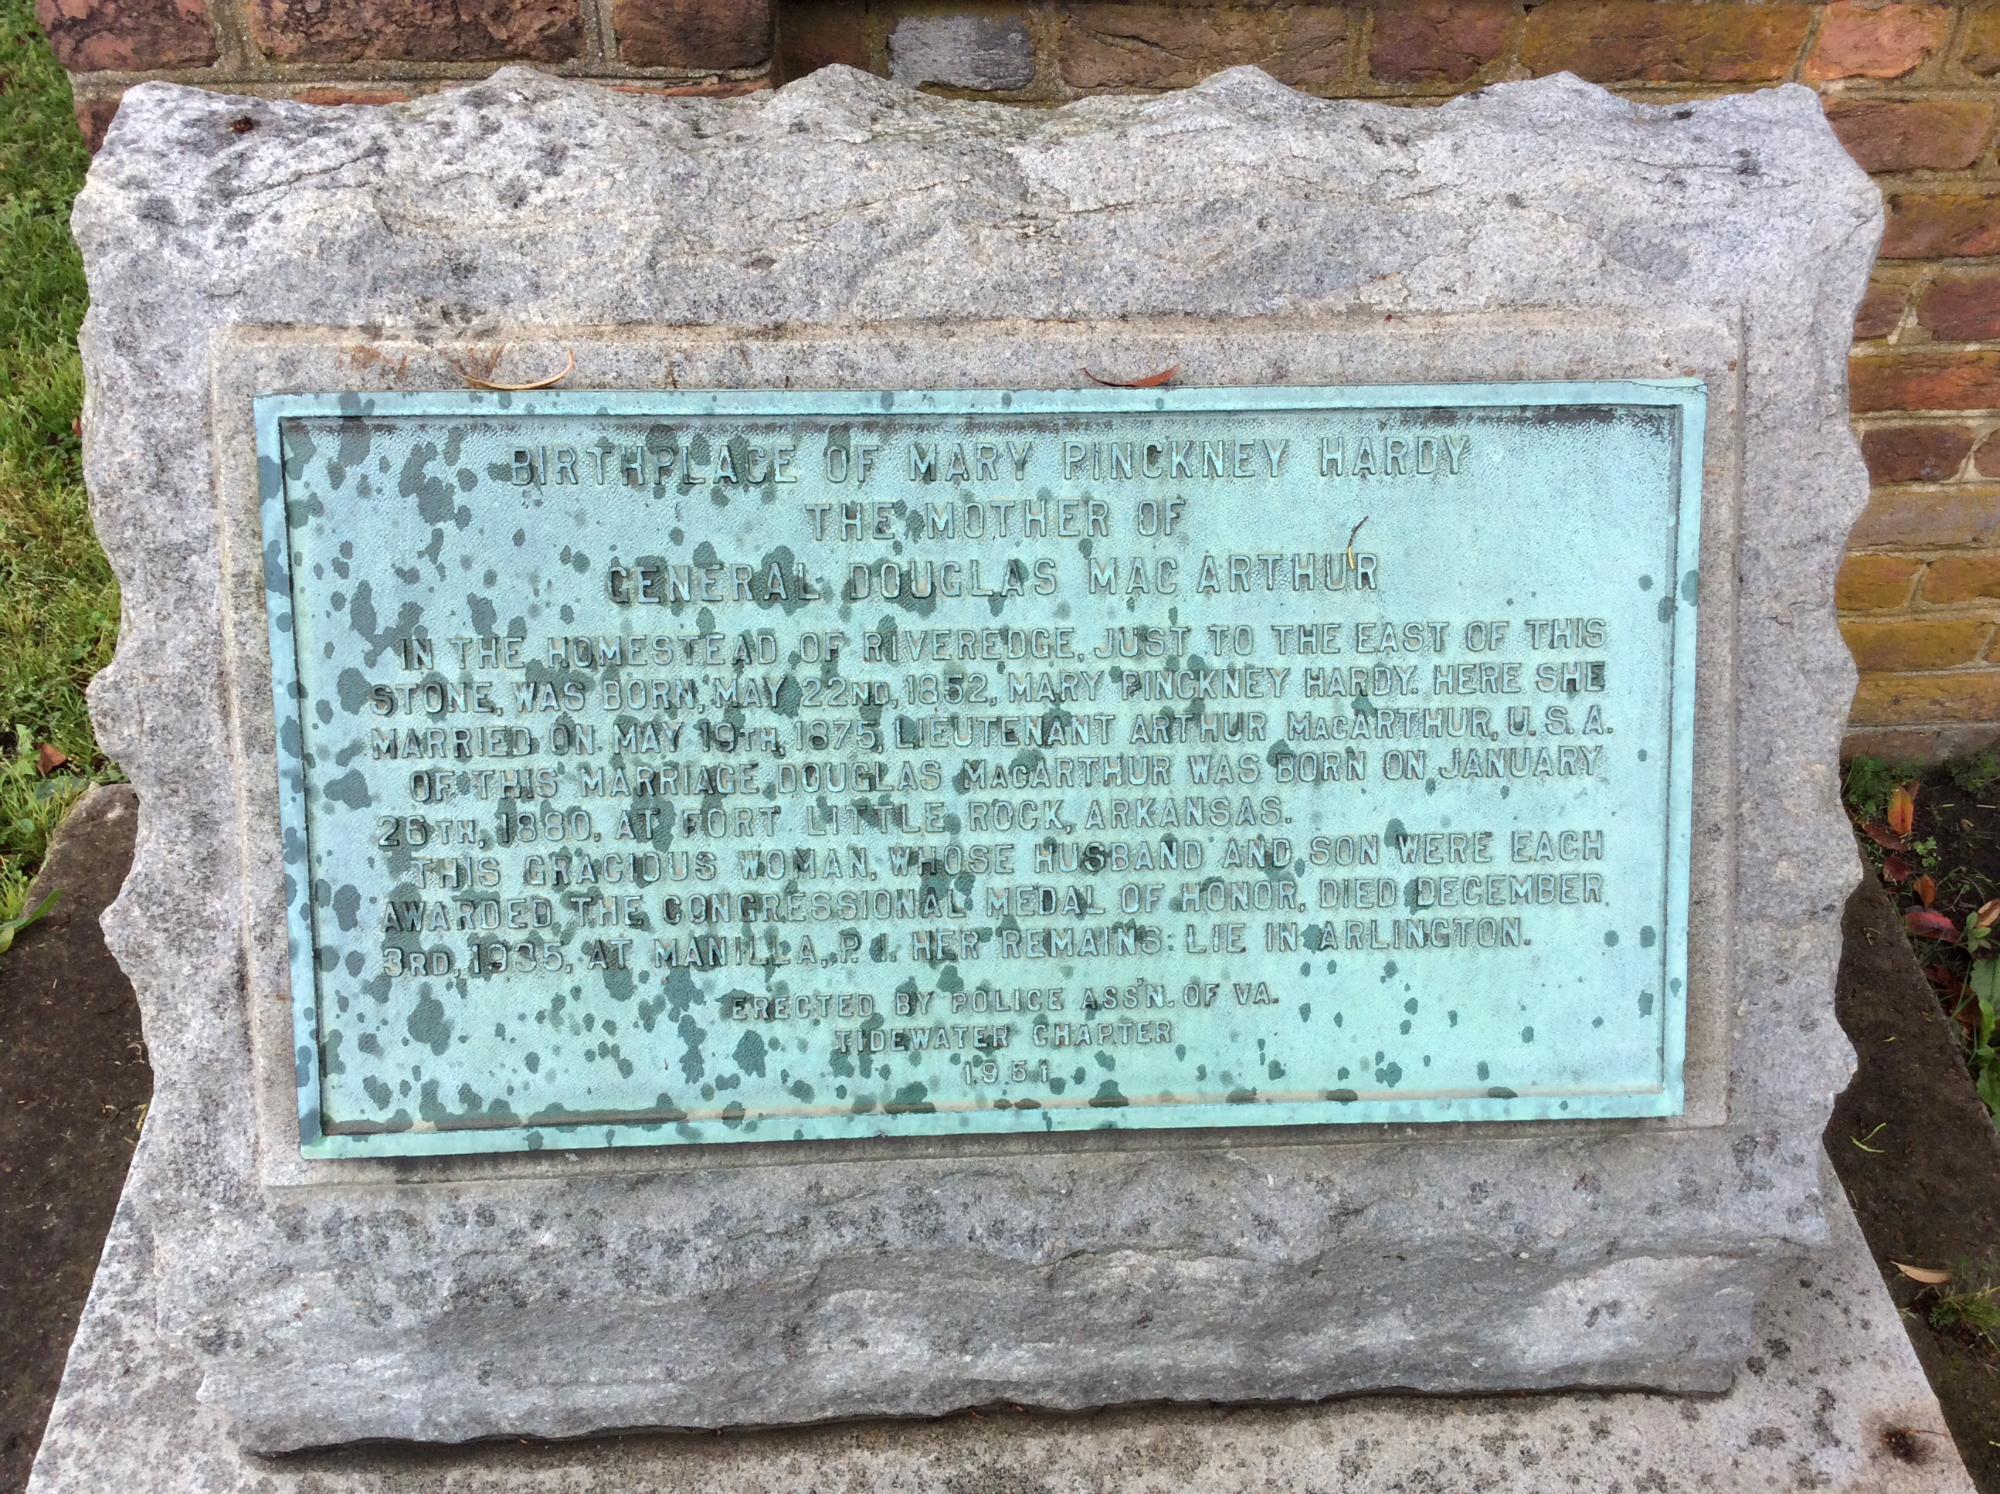 BIRTHPLACE OF MARY PINCKNEY HARDY
THE MOTHER OF
GENERAL DOUGLAS MAC ARTHUR
IN THE HOMESTEAD OF RIVEREDGE, JUST TO THE EAST OF THIS
STONE, WAS BORN, MAY 22ND, 1852, MARY PINCKNEY HARDY. HERE SHE
MARRIED ON MAY 19TH, 1875, LIEUTENANT ARTHUR MACARTHUR, U.S.A.
OF THIS MARRIAGE DOUGLAS MACARTHUR WAS BORN ON JANUARY
26TH, 1880, AT FORT LITTLE ROCK, ARKANSAS.
THIS GRACIOUS WOMAN, WHOSE HUSBAND AND SON WERE EACH
AWARDED THE CONGRESSIONAL MEDAL OF HONOR, DIED DECEMBER
3RD, 1935, AT MANILLA, P. I. HER REMAINS LIE IN ARLINGTON.
ERECTED BY POLICE ASS'N. OF VA.
TIDEWATER CHAPTER
1951